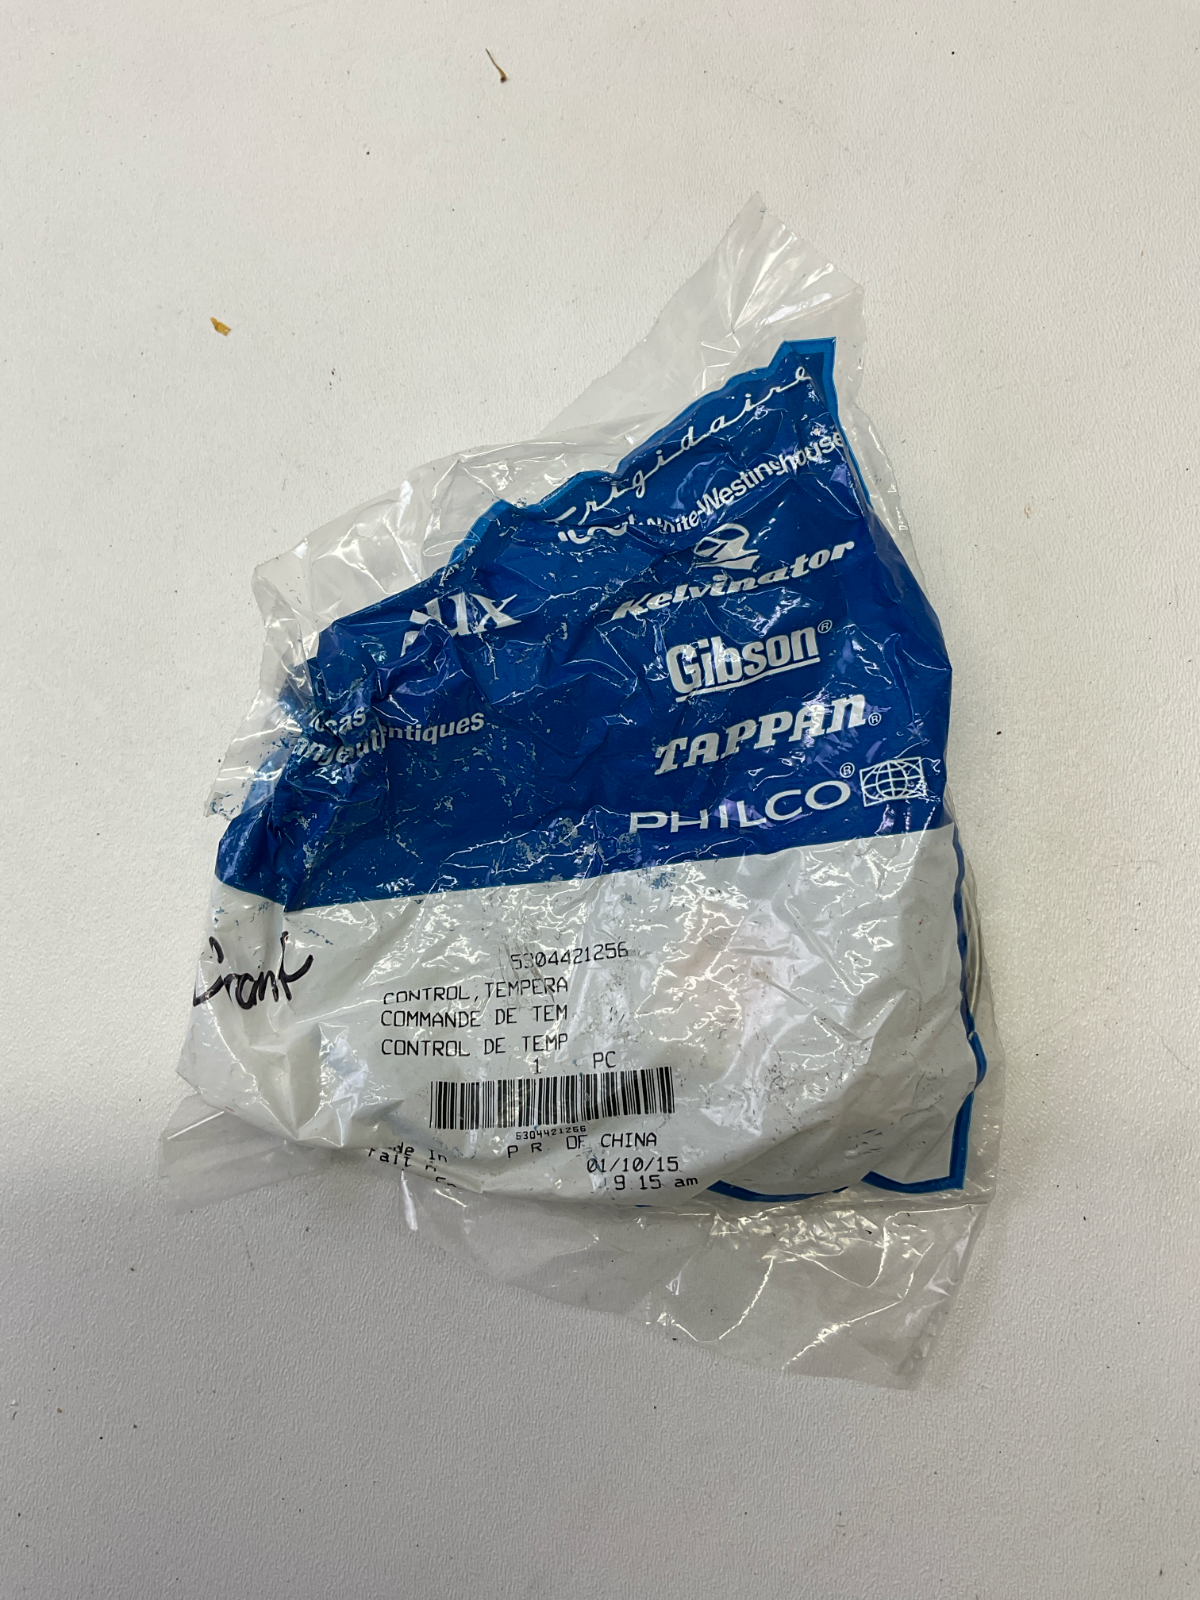 Frigidaire
White-Westinghouse
Kelvinator
Gibson®
TAPPAN®
PHILCO®
ntiques
5304421256
CONTROL,TEMPERA
COMMANDE DE TEM
CONTROL DE TEMP
1 PC
5304421256
P R OF CHINA
01/10/15
9 15 am